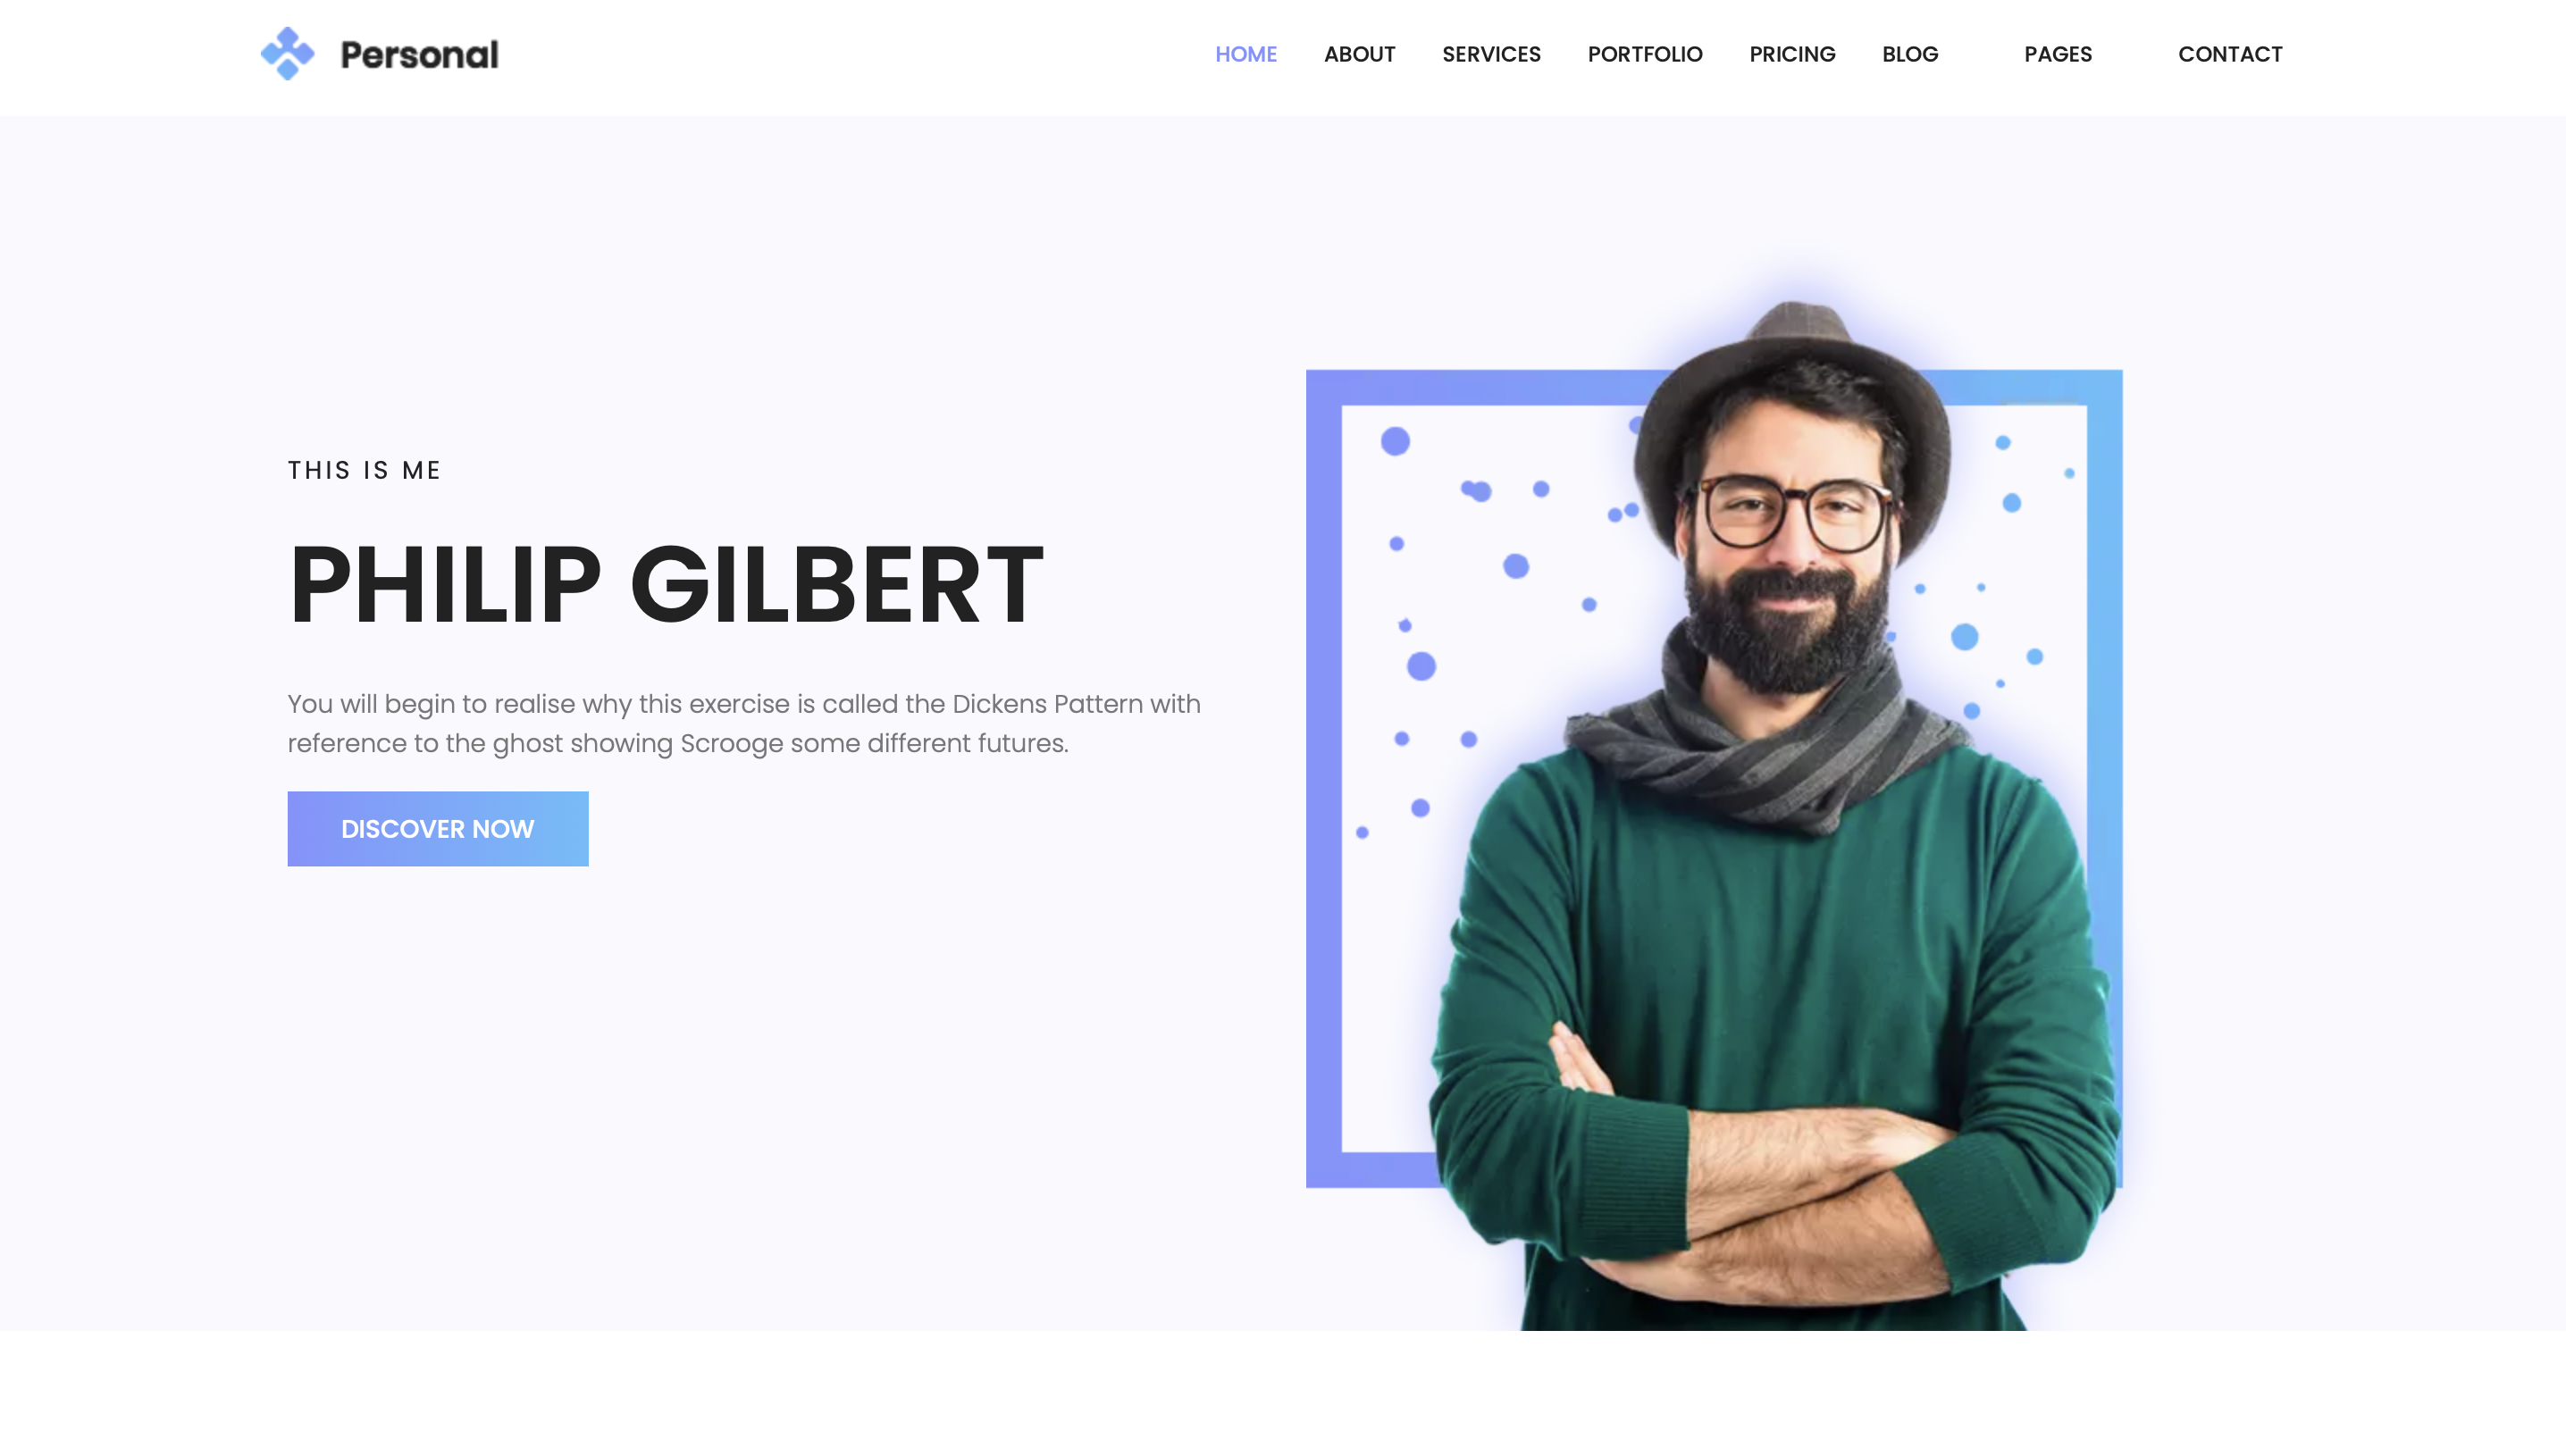 Personal
HOME ABOUT SERVICES PORTFOLIO PRICING BLOG PAGES CONTACT
THIS IS ME
PHILIP GILBERT
You will begin to realise why this exercise is called the Dickens Pattern with
reference to the ghost showing Scrooge some different futures.
DISCOVER NOW